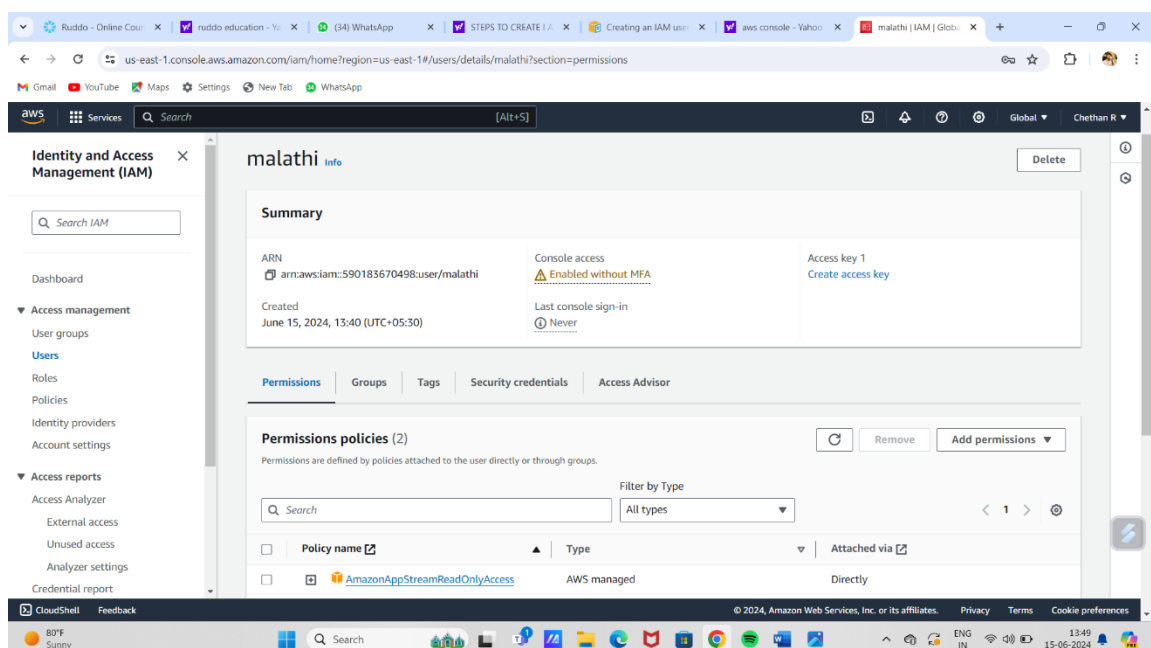 Ruddo - Online Cour
ruddo education - Ya
(34) WhatsApp
STEPS TO CREATE I A
Creating an IAM user
aws console - Yahoo
malathi | IAM | Globa
us-east-1.console.aws.amazon.com/iam/home?region=us-east-1#/users/details/malathi?section=permissions
Gmail YouTube Maps Settings New Tab WhatsApp
aws Services Search [Alt+S] Global Chethan R
Identity and Access Management (IAM)
Search IAM
Dashboard
Access management
User groups
Users
Roles
Policies
Identity providers
Account settings
Access reports
Access Analyzer
External access
Unused access
Analyzer settings
Credential report
malathi Info
Delete
Summary
ARN
arn:aws:iam::590183670498:user/malathi
Console access
Enabled without MFA
Access key 1
Create access key
Created
June 15, 2024, 13:40 (UTC+05:30)
Last console sign-in
Never
Permissions Groups Tags Security credentials Access Advisor
Permissions policies (2)
Remove
Add permissions
Permissions are defined by policies attached to the user directly or through groups.
Filter by Type
Search
All types
1
Policy name Type Attached via
AmazonAppStreamReadOnlyAccess AWS managed Directly
CloudShell Feedback © 2024, Amazon Web Services, Inc. or its affiliates. Privacy Terms Cookie preferences
80°F
Sunny
Search
ENG
IN
13:49
15-06-2024